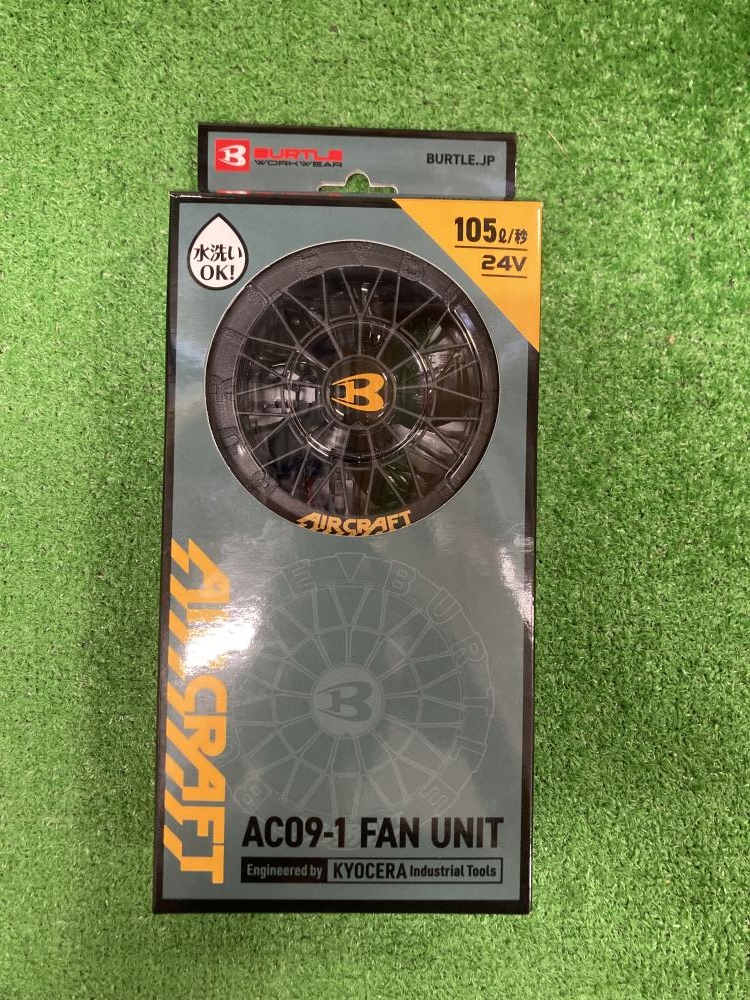 BURTLE
WORKWEAR
BURTLE.JP
水洗い
OK!
105ℓ/秒
24V
B
AIRCRAFT
AIRCRAFT
BURTLE
B
AC09-1 FAN UNIT
Engineered by KYOCERA Industrial Tools